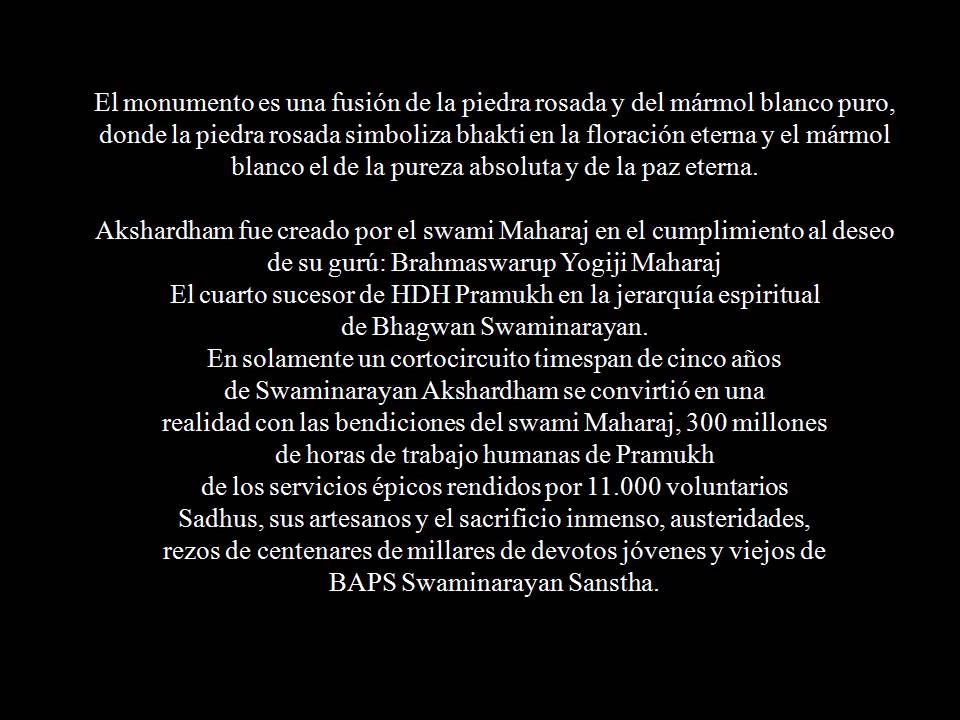 El monumento es una fusión de la piedra rosada y del mármol blanco puro,
donde la piedra rosada simboliza bhakti en la floración eterna y el mármol
blanco el de la pureza absoluta y de la paz eterna.
Akshardham fue creado por el swami Maharaj en el cumplimiento al deseo
de su gurú: Brahmaswarup Yogiji Maharaj
El cuarto sucesor de HDH Pramukh en la jerarquía espiritual
de Bhagwan Swaminarayan.
En solamente un cortocircuito timespan de cinco años
de Swaminarayan Akshardham se convirtió en una
realidad con las bendiciones del swami Maharaj, 300 millones
de horas de trabajo humanas de Pramukh
de los servicios épicos rendidos por 11.000 voluntarios
Sadhus, sus artesanos y el sacrificio inmenso, austeridades,
rezos de centenares de millares de devotos jóvenes y viejos de
BAPS Swaminarayan Sanstha.